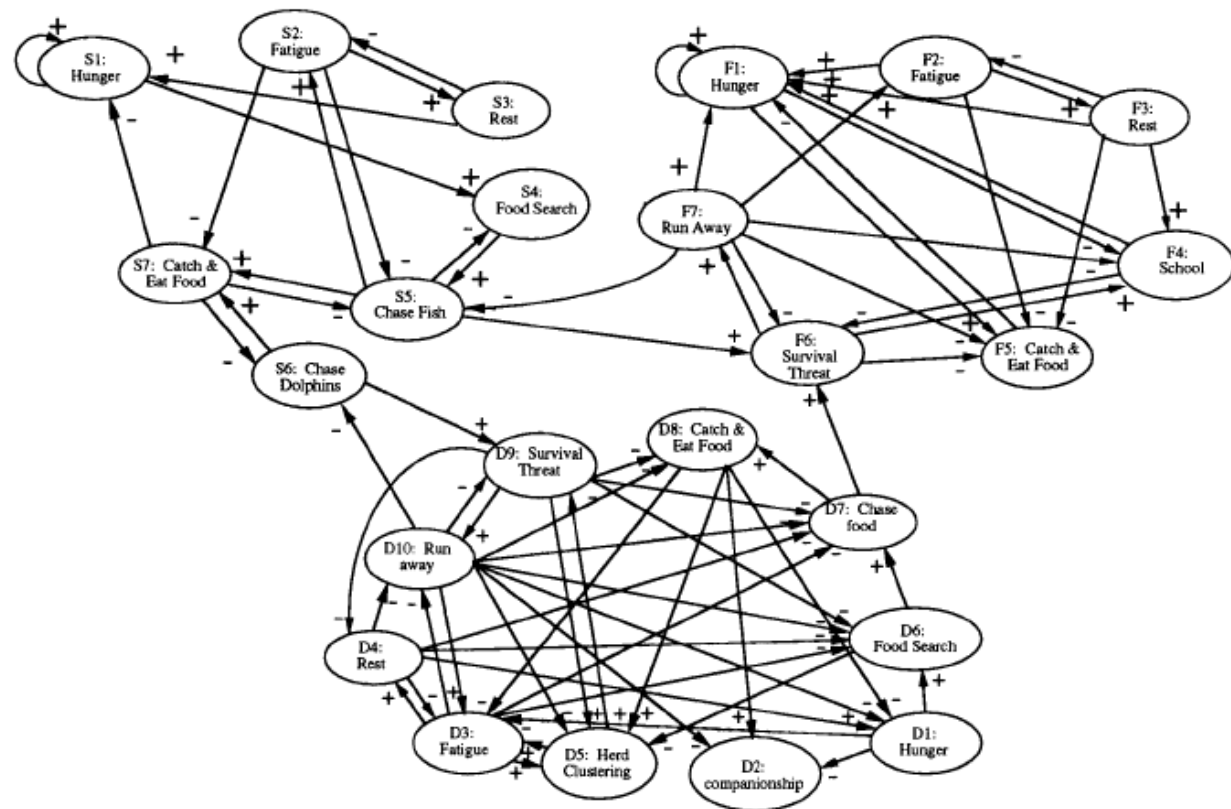 S1:
Hunger
S2:
Fatigue
S3:
Rest
S4:
Food Search
S7: Catch &
Eat Food
S5:
Chase Fish
S6: Chase
Dolphins
F1:
Hunger
F2:
Fatigue
F3:
Rest
F7:
Run Away
F4:
School
F6:
Survival
Threat
F5: Catch &
Eat Food
D9: Survival
Threat
D8: Catch &
Eat Food
D7: Chase
food
D10: Run
away
D4:
Rest
D6:
Food Search
D3:
Fatigue
D5: Herd
Clustering
D2:
companionship
D1:
Hunger